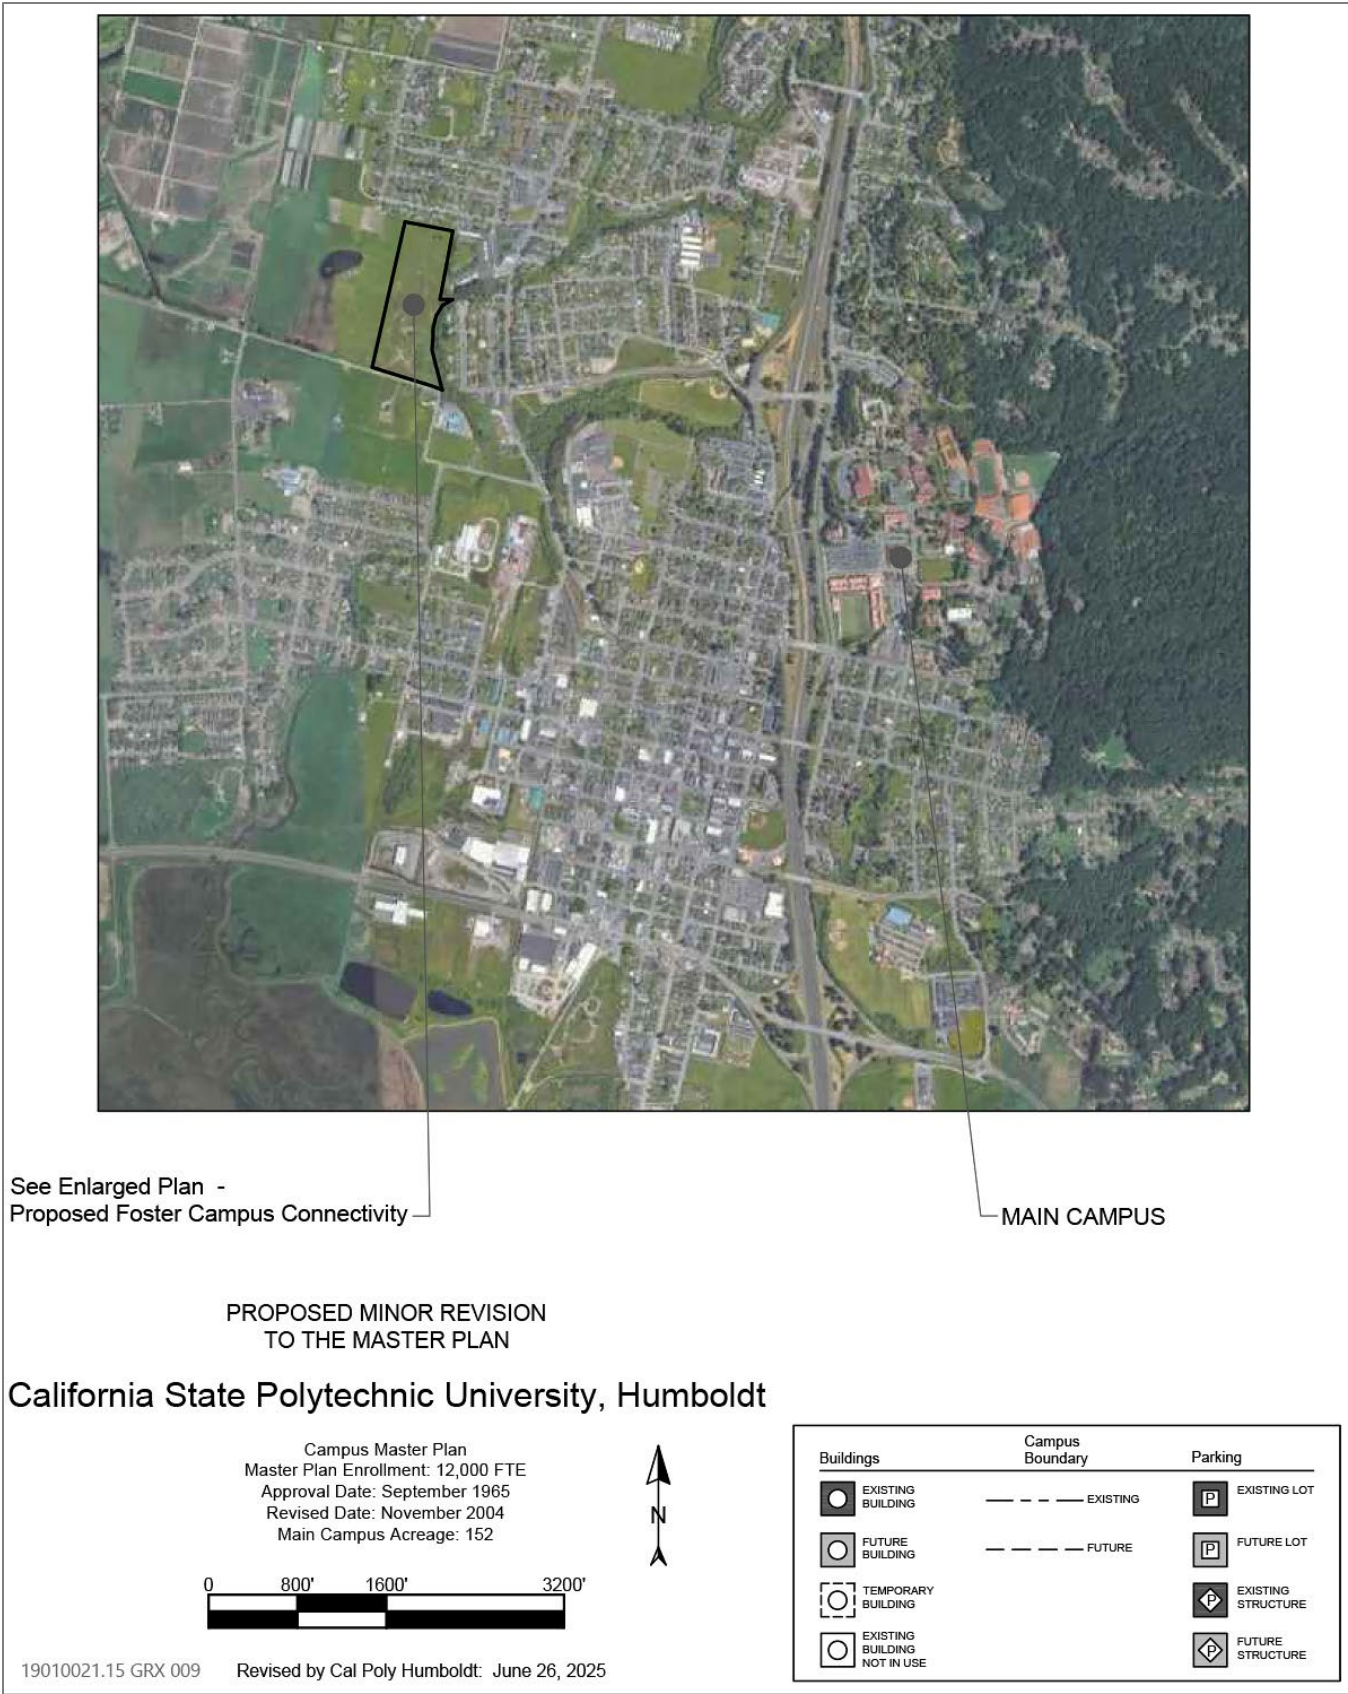 See Enlarged Plan -
Proposed Foster Campus Connectivity
MAIN CAMPUS
PROPOSED MINOR REVISION
TO THE MASTER PLAN
California State Polytechnic University, Humboldt
Campus Master Plan
Master Plan Enrollment: 12,000 FTE
Approval Date: September 1965
Revised Date: November 2004
Main Campus Acreage: 152
N
0 800' 1600' 3200'
19010021.15 GRX 009
Revised by Cal Poly Humboldt: June 26, 2025
Buildings
EXISTING
BUILDING
FUTURE
BUILDING
TEMPORARY
BUILDING
EXISTING
BUILDING
NOT IN USE
Campus
Boundary
EXISTING
FUTURE
Parking
P EXISTING LOT
P FUTURE LOT
P EXISTING
STRUCTURE
P FUTURE
STRUCTURE